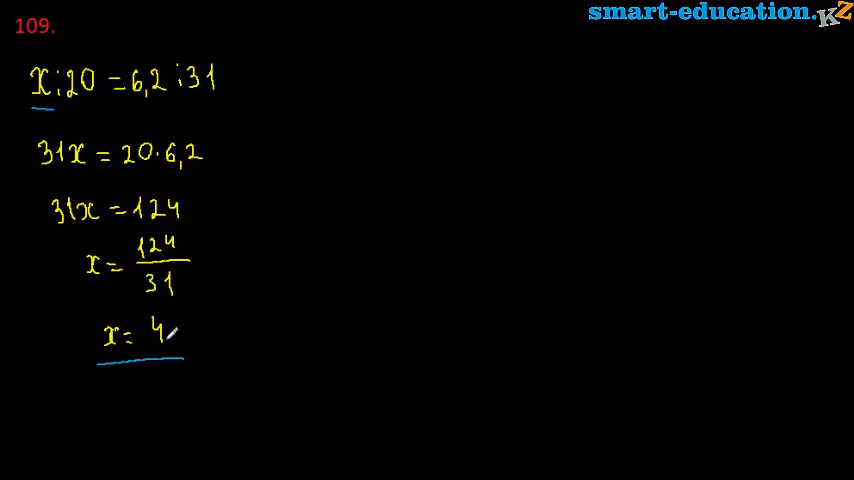 smart-education.KZ
109.
x:20=6,2:31
31x=20·6,2
31x=124
x=124/31
x=4